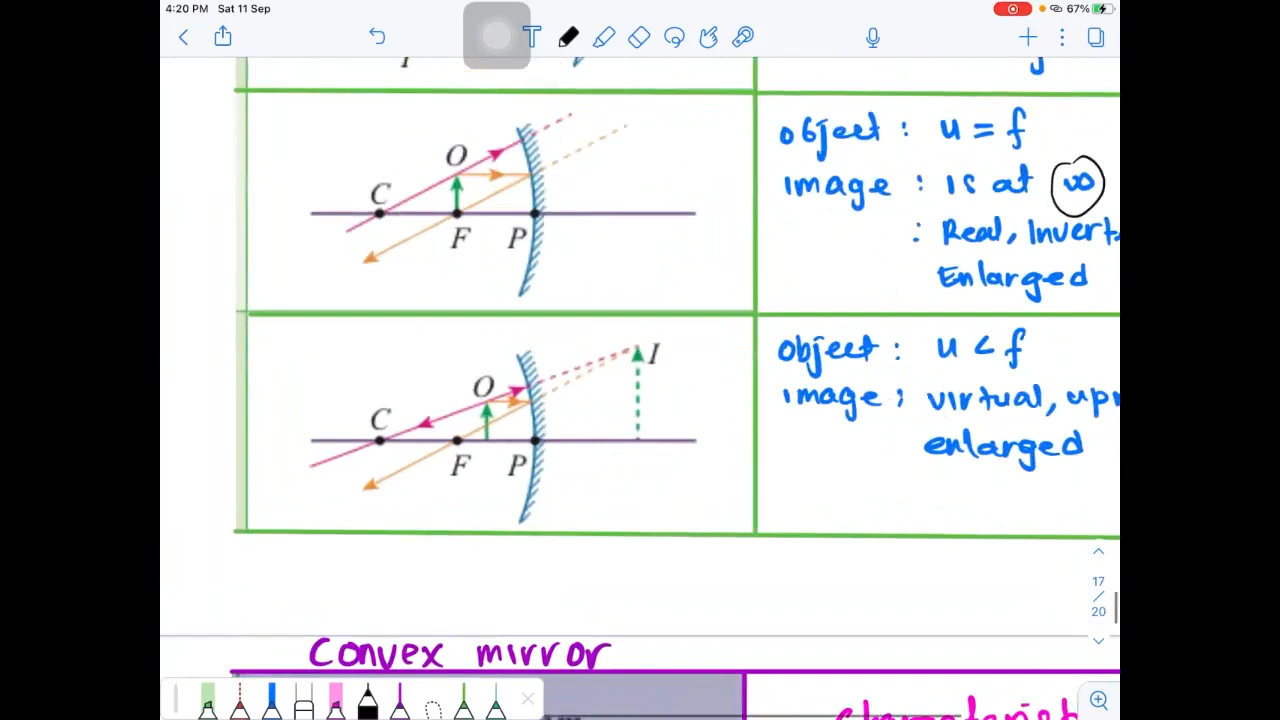 4:20 PM Sat 11 Sep
67%
T
object : u = f
image : is at ∞
: Real, Invert
Enlarged
O
C
F
P
object : u < f
image : virtual, upr
enlarged
O
I
C
F
P
17
/
20
Convex mirror